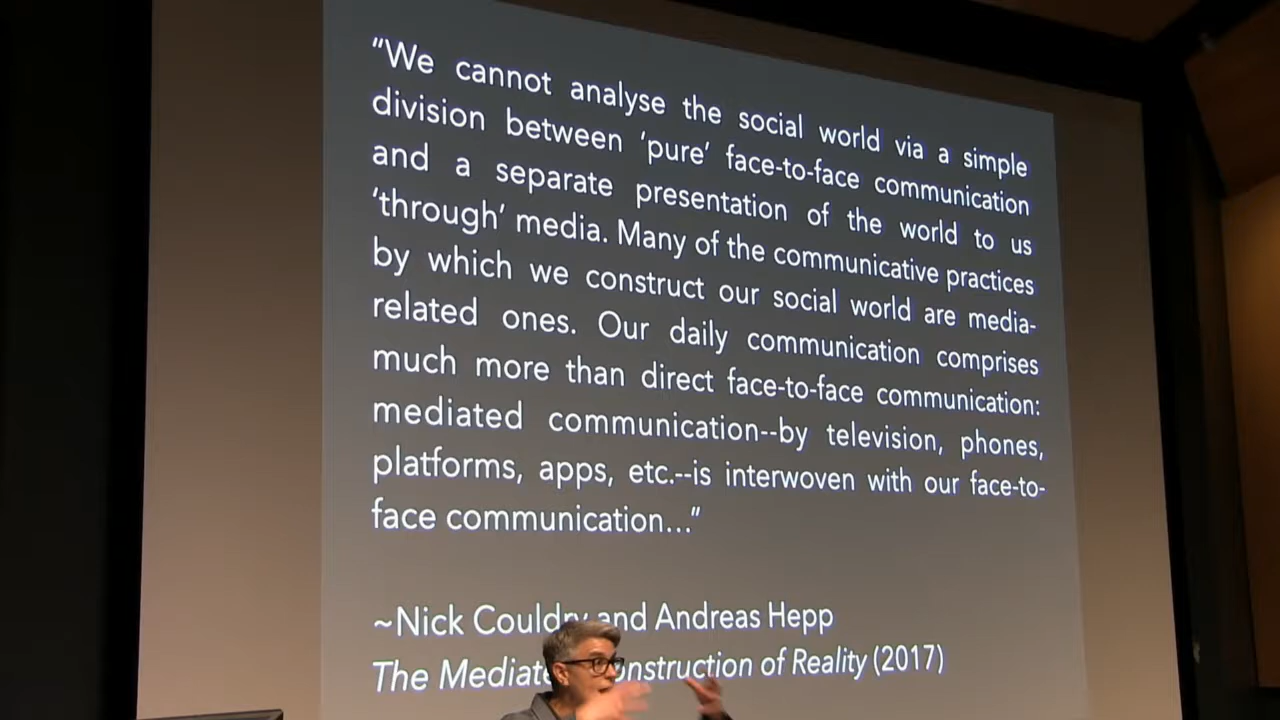 “We cannot analyse the social world via a simple
division between ‘pure’ face-to-face communication
and a separate presentation of the world to us
‘through’ media. Many of the communicative practices
by which we construct our social world are media-
related ones. Our daily communication comprises
much more than direct face-to-face communication:
mediated communication--by television, phones,
platforms, apps, etc.--is interwoven with our face-to-
face communication...”
~Nick Couldry and Andreas Hepp
The Mediated Construction of Reality (2017)